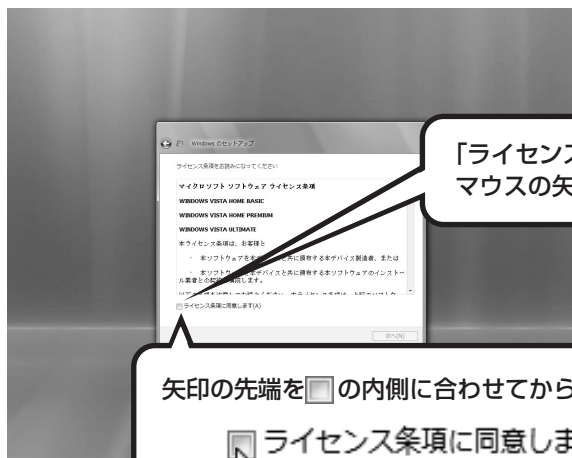 Windows のセットアップ
ライセンス条項をお読みになってください
マイクロソフト ソフトウェア ライセンス条項
WINDOWS VISTA HOME BASIC
WINDOWS VISTA HOME PREMIUM
WINDOWS VISTA ULTIMATE
本ライセンス条項は、お客様と
・ 本ソフトウェアを本デバイスと共に頒布する本デバイス製造者、または
・ 本ソフトウェアを本デバイスと共に頒布する本ソフトウェアのインストー
ル業者との
します。
ライセンス条項に同意します(A)
次へ(N)
「ライセンス
マウスの矢
矢印の先端を の内側に合わせてから
ライセンス条項に同意しま